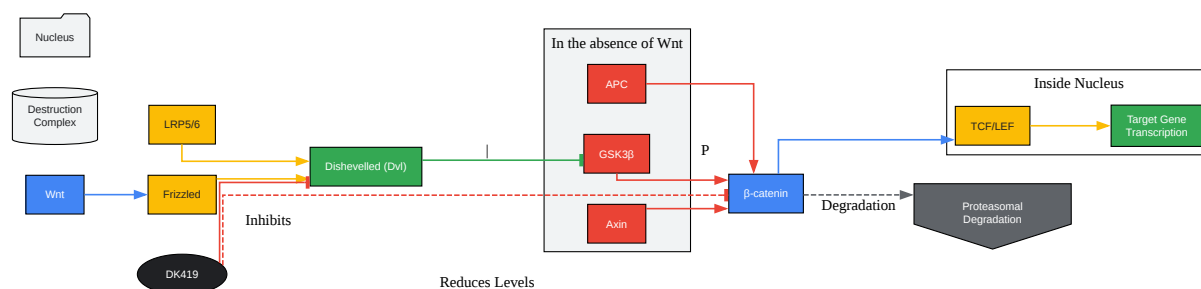 Nucleus
Destruction
Complex
LRP5/6
Wnt
Frizzled
DK419
Dishevelled (Dvl)
Inhibits
|
Reduces Levels
In the absence of Wnt
APC
GSK3β
Axin
P
β-catenin
Degradation
Inside Nucleus
TCF/LEF
Target Gene
Transcription
Proteasomal
Degradation